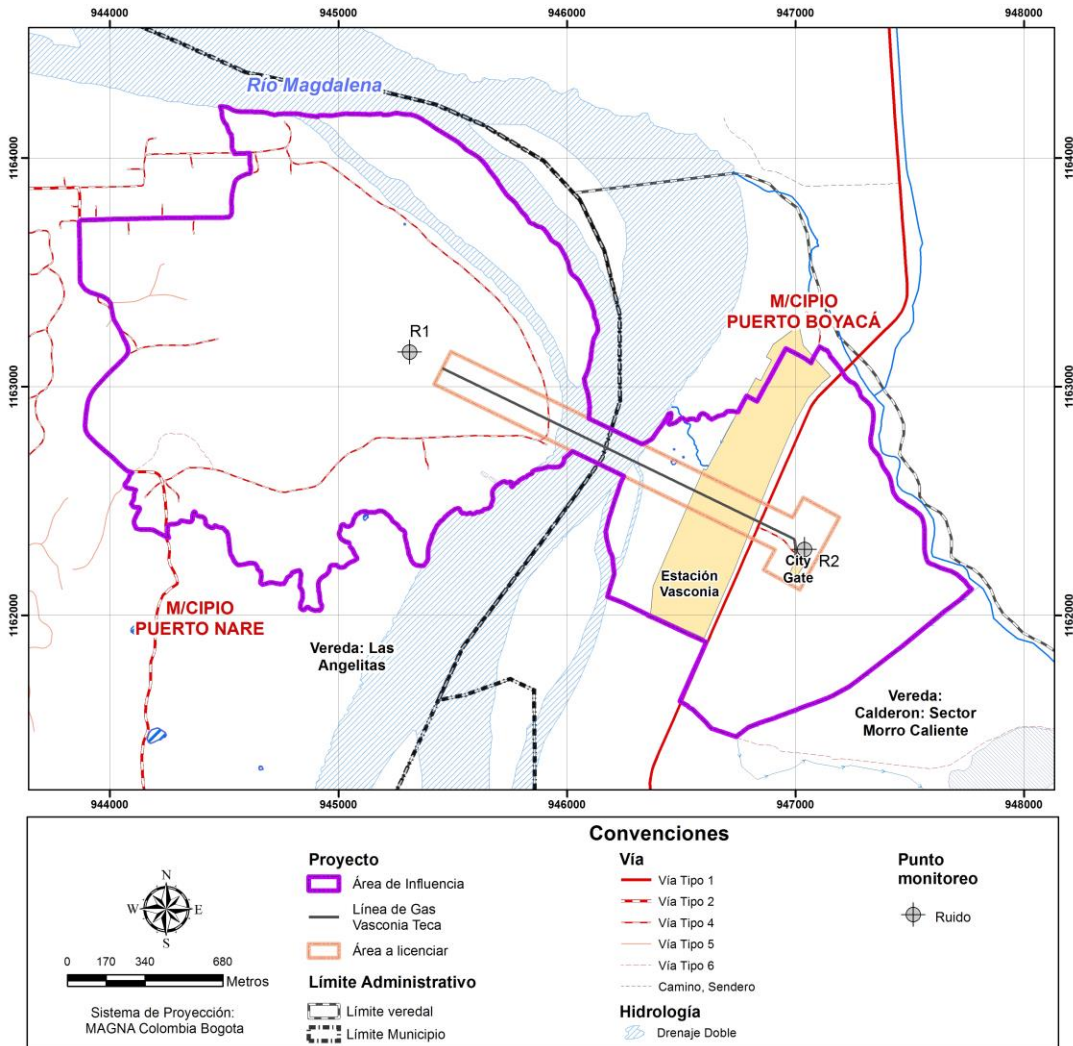 944000
945000
946000
947000
948000
Río Magdalena
1164000
1164000
M/CIPIO
PUERTO BOYACÁ
R1
1163000
1163000
R2
City
Gate
Estación
Vasconia
1162000
1162000
M/CIPIO
PUERTO NARE
Vereda: Las
Angelitas
Vereda:
Calderon: Sector
Morro Caliente
944000
945000
946000
947000
948000
Convenciones
N
W
E
S
0
170
340
680
Metros
Sistema de Proyección:
MAGNA Colombia Bogota
Proyecto
Área de Influencia
Línea de Gas
Vasconia Teca
Área a licenciar
Límite Administrativo
Límite veredal
Límite Municipio
Vía
Vía Tipo 1
Vía Tipo 2
Vía Tipo 4
Vía Tipo 5
Vía Tipo 6
Camino, Sendero
Hidrología
Drenaje Doble
Punto
monitoreo
Ruido